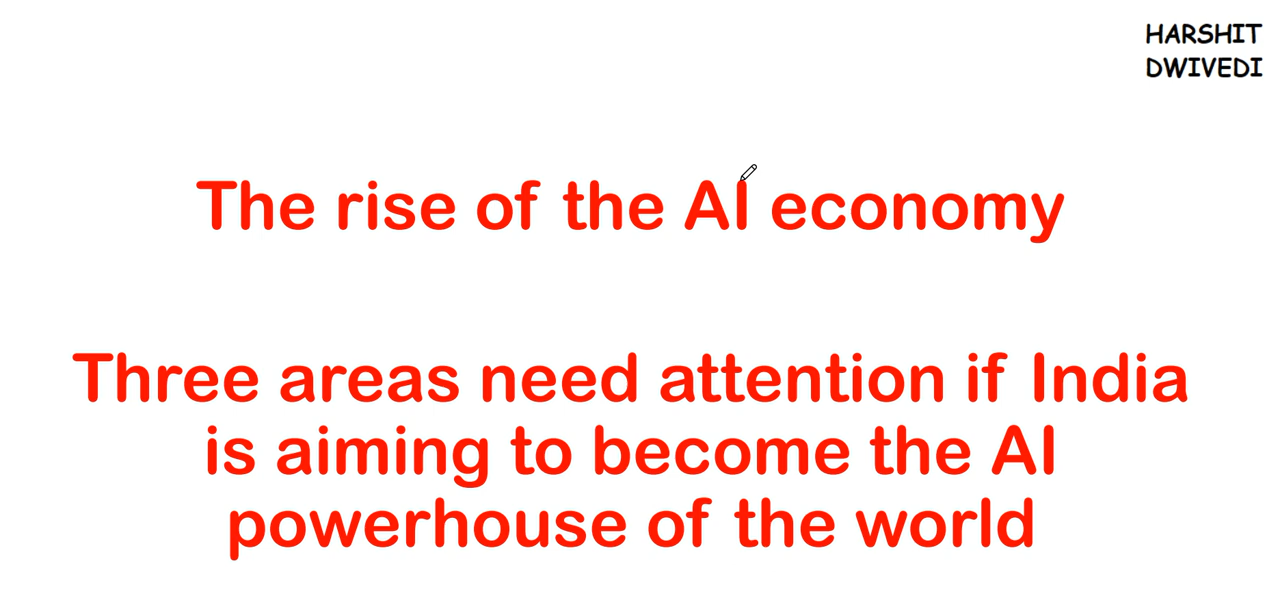 HARSHIT
DWIVEDI
The rise of the AI economy
Three areas need attention if India
is aiming to become the AI
powerhouse of the world